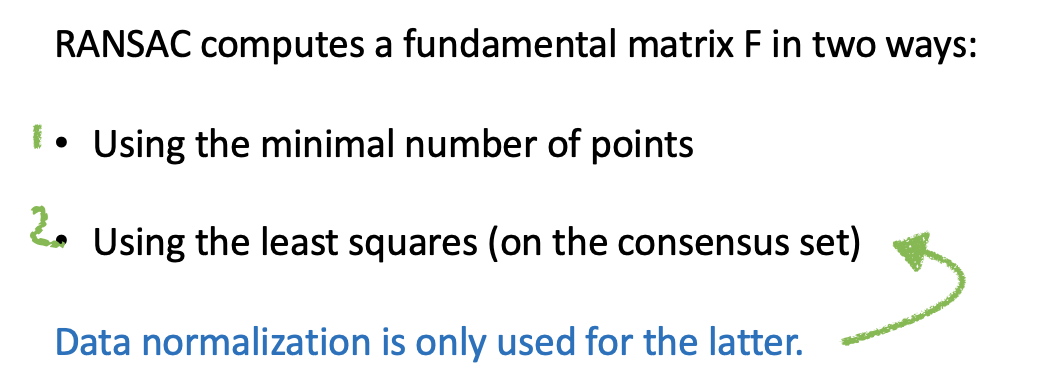 RANSAC computes a fundamental matrix F in two ways:
1 • Using the minimal number of points
2. • Using the least squares (on the consensus set)
Data normalization is only used for the latter.